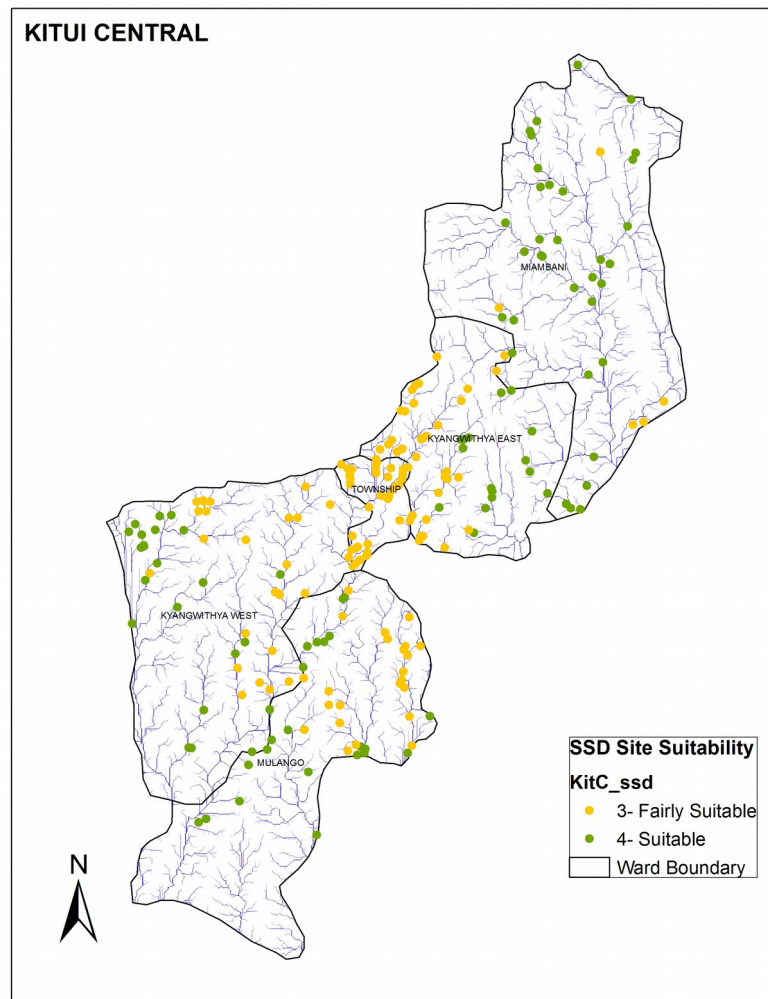 KITUI CENTRAL
MIAMBANI
KYANGWITHYA EAST
TOWNSHIP
KYANGWITHYA WEST
MULANGO
SSD Site Suitability
KitC_ssd
3- Fairly Suitable
4- Suitable
Ward Boundary
N